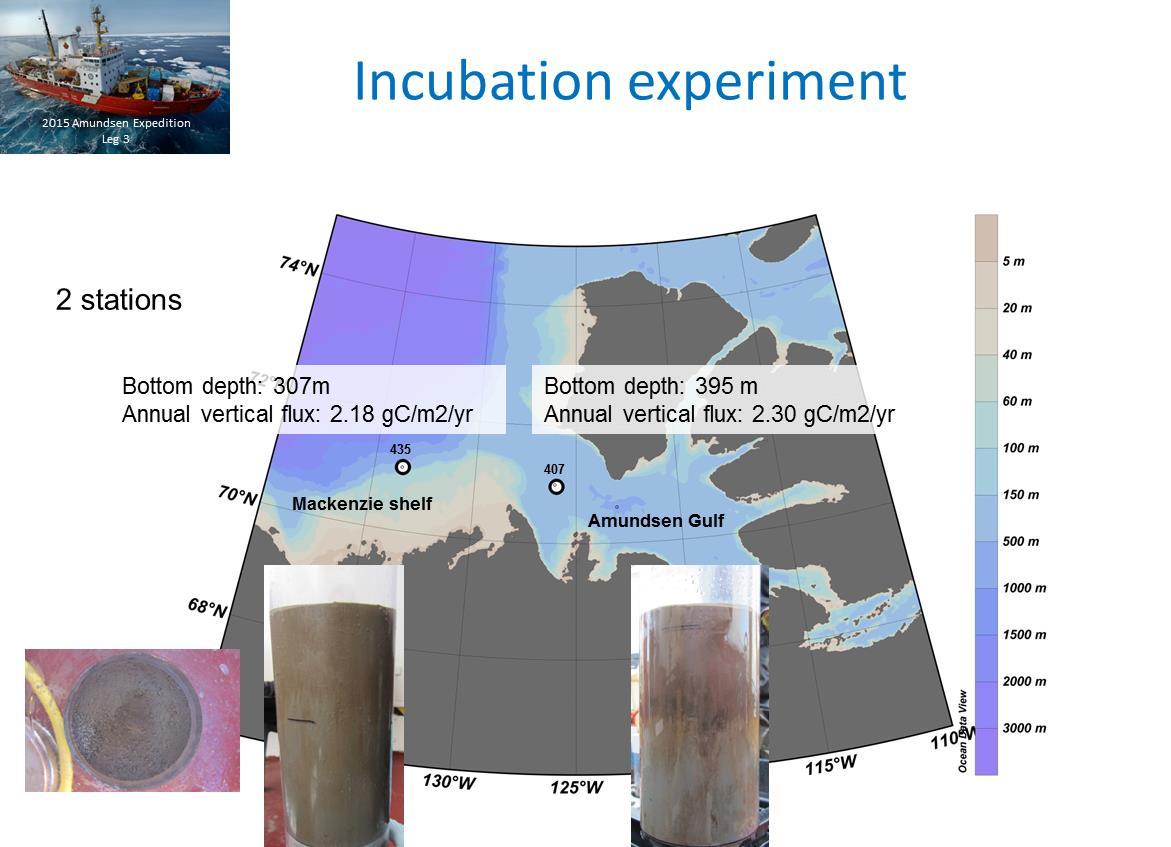 2015 Amundsen Expedition
Leg 3
Incubation experiment
2 stations
74°N
72°
70°N
68°N
Bottom depth: 307m
Annual vertical flux: 2.18 gC/m2/yr
Bottom depth: 395 m
Annual vertical flux: 2.30 gC/m2/yr
435
407
Mackenzie shelf
Amundsen Gulf
130°W
125°W
115°W
110°W
5 m
20 m
40 m
60 m
100 m
150 m
500 m
1000 m
1500 m
2000 m
3000 m
Ocean Data View